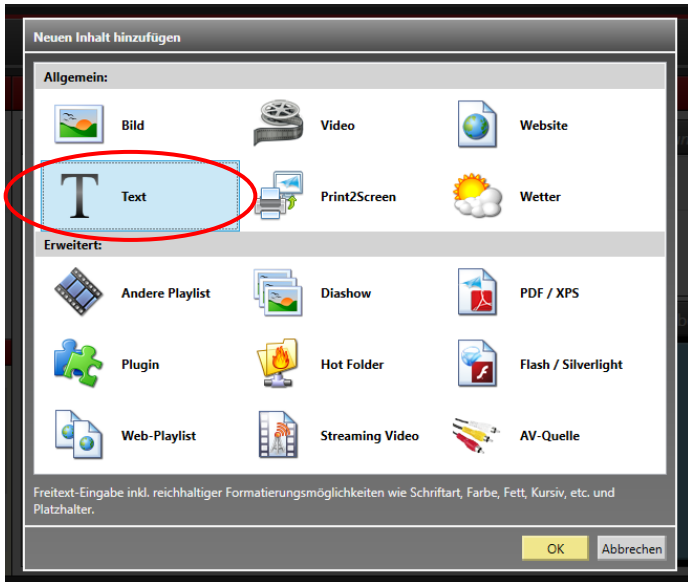 Neuen Inhalt hinzufügen
Allgemein:
Bild Video Website
Text Print2Screen Wetter
Erweitert:
Andere Playlist Diashow PDF / XPS
Plugin Hot Folder Flash / Silverlight
Web-Playlist Streaming Video AV-Quelle
Freitext-Eingabe inkl. reichhaltiger Formatierungsmöglichkeiten wie Schriftart, Farbe, Fett, Kursiv, etc. und
Platzhalter.
OK Abbrechen